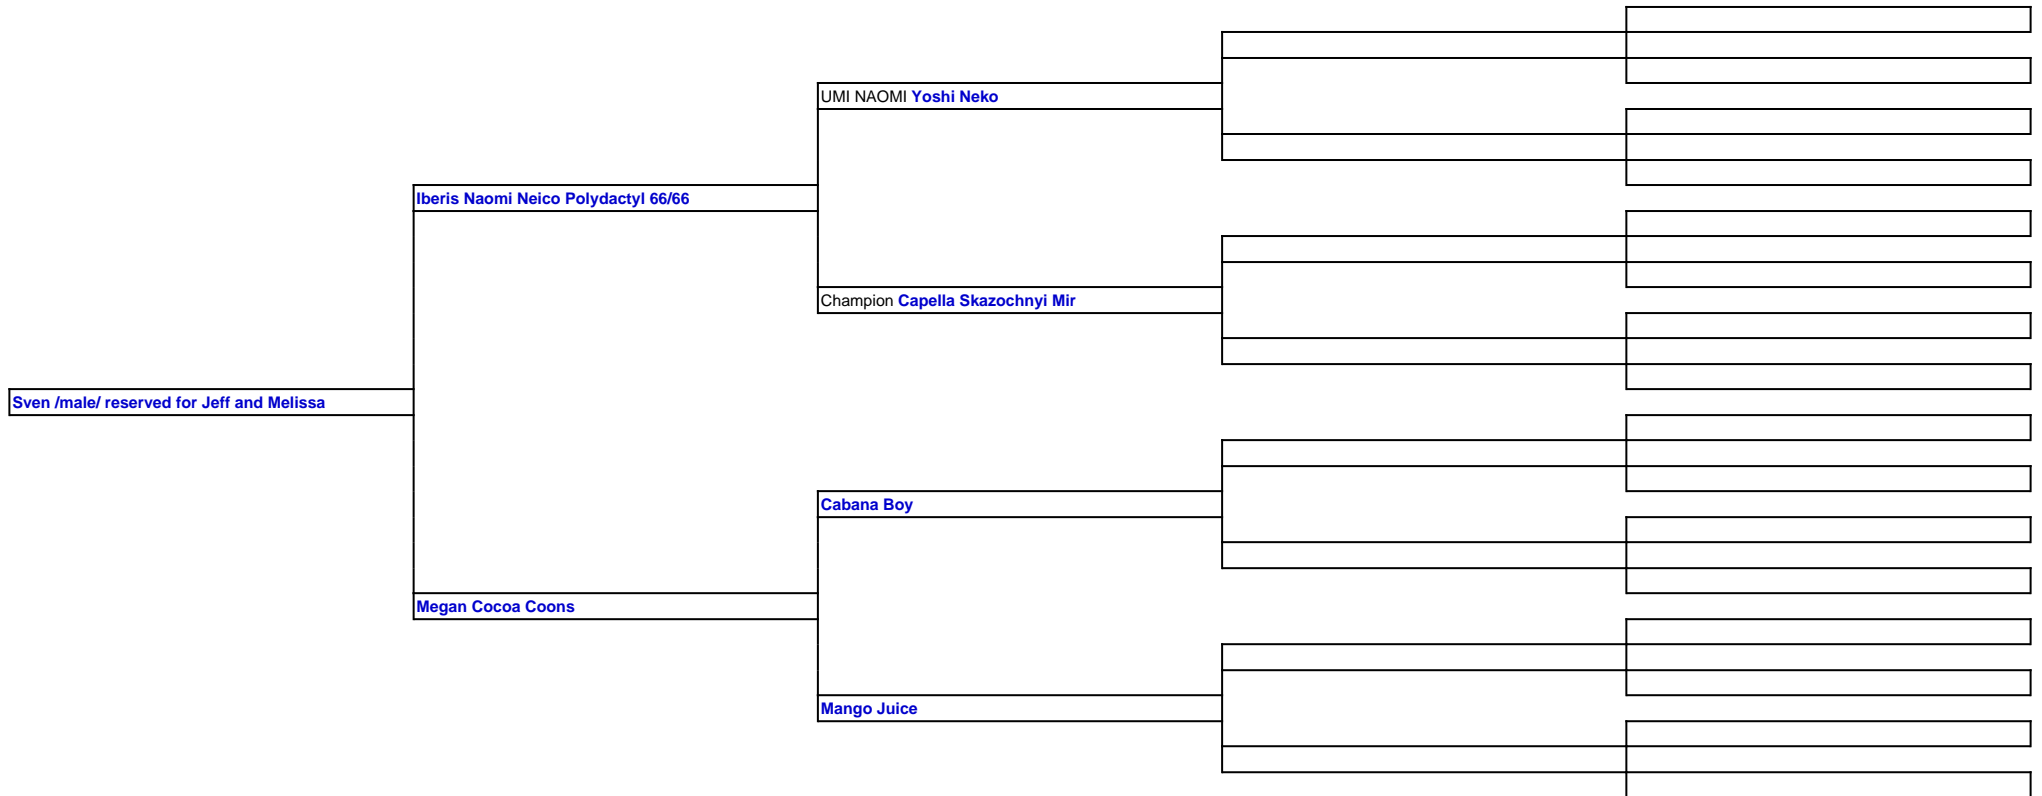 UMI NAOMI Yoshi Neko
Iberis Naomi Neico Polydactyl 66/66
Champion Capella Skazochnyi Mir
Sven /male/ reserved for Jeff and Melissa
Cabana Boy
Megan Cocoa Coons
Mango Juice